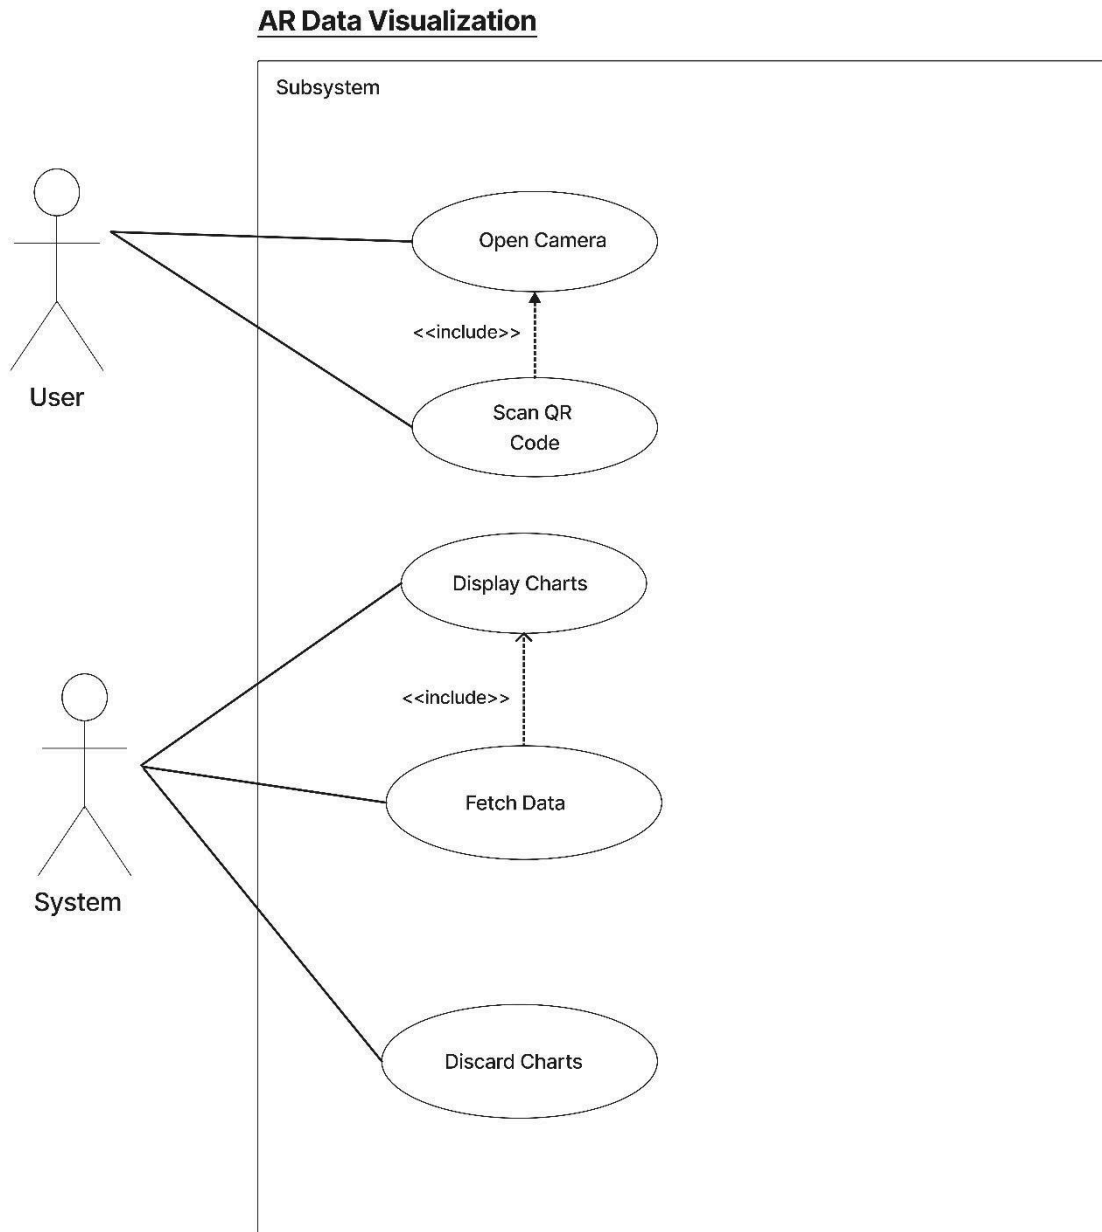 AR Data Visualization
Subsystem
Open Camera
<<include>>
User
Scan QR
Code
Display Charts
<<include>>
Fetch Data
System
Discard Charts